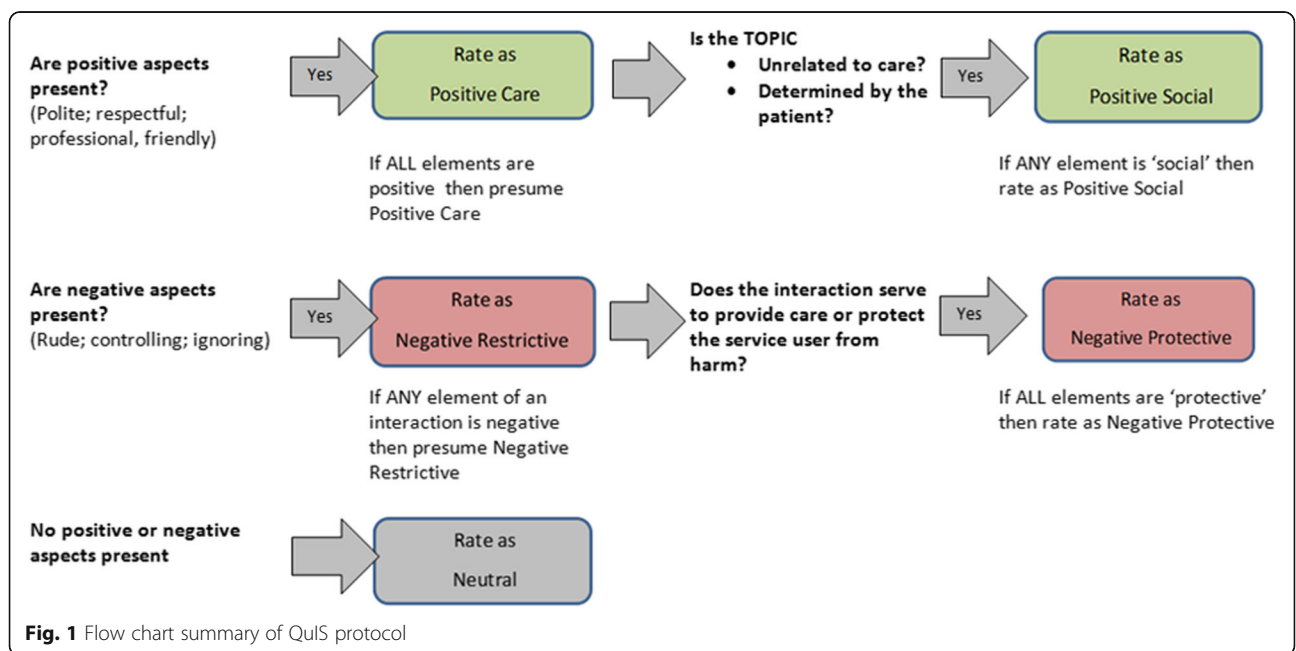 Are positive aspects
present?
(Polite; respectful;
professional, friendly)
Yes
Rate as
Positive Care
If ALL elements are
positive then presume
Positive Care
Is the TOPIC
• Unrelated to care?
• Determined by the
patient?
Yes
Rate as
Positive Social
If ANY element is ‘social’ then
rate as Positive Social
Are negative aspects
present?
(Rude; controlling; ignoring)
Yes
Rate as
Negative Restrictive
If ANY element of an
interaction is negative
then presume Negative
Restrictive
Does the interaction serve
to provide care or protect
the service user from
harm?
Yes
Rate as
Negative Protective
If ALL elements are ‘protective’
then rate as Negative Protective
No positive or negative
aspects present
Rate as
Neutral
Fig. 1 Flow chart summary of QuIS protocol